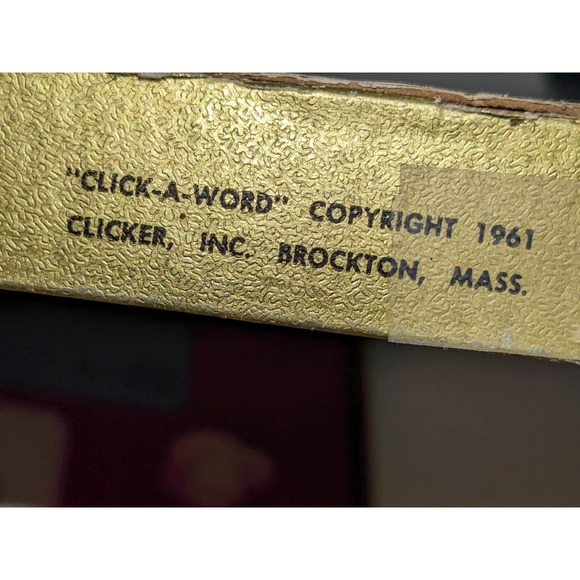 "CLICK-A-WORD" COPYRIGHT 1961
CLICKER, INC. BROCKTON, MASS.